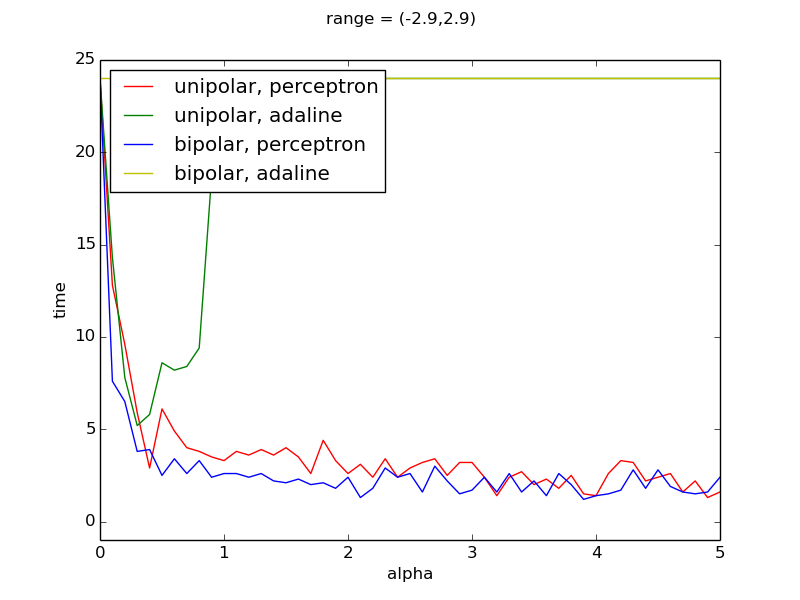 range = (-2.9,2.9)
25
20
15
10
5
0
time
unipolar, perceptron
unipolar, adaline
bipolar, perceptron
bipolar, adaline
0 1 2 3 4 5
alpha